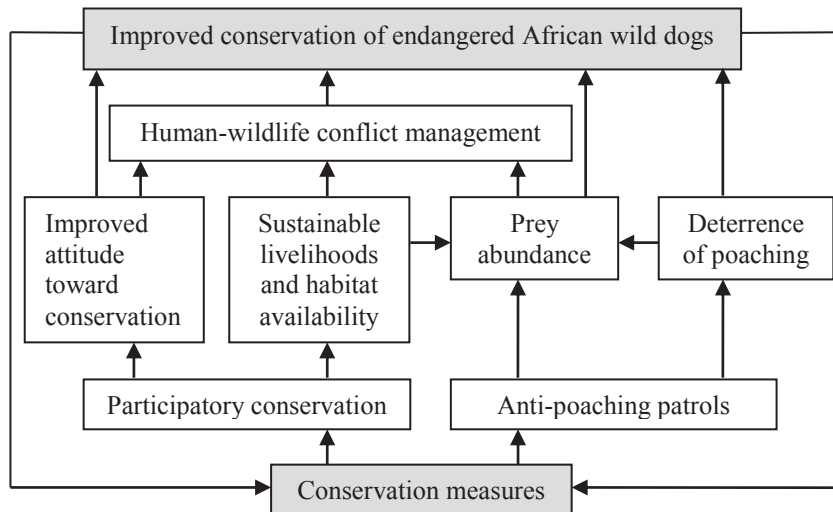 Improved conservation of endangered African wild dogs
Human-wildlife conflict management
Improved
attitude
toward
conservation
Sustainable
livelihoods
and habitat
availability
Prey
abundance
Deterrence
of poaching
Participatory conservation
Anti-poaching patrols
Conservation measures